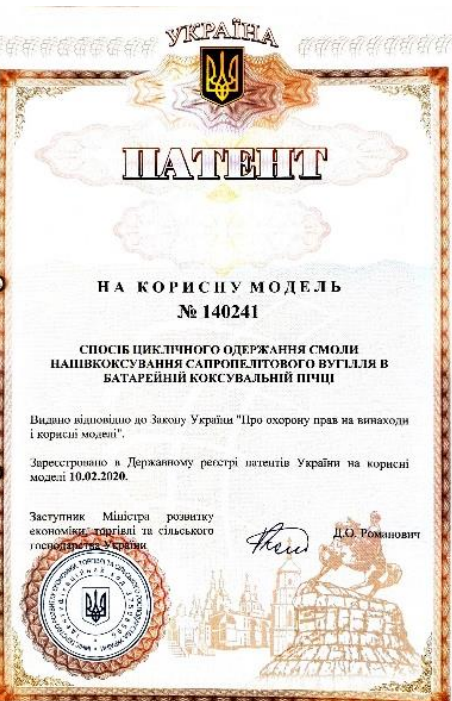 УКРАЇНА
ПАТЕНТ
НА КОРИСНУ МОДЕЛЬ
№ 140241
СПОСІБ ЦИКЛІЧНОГО ОДЕРЖАННЯ СМОЛИ
НАПІВКОКСУВАННЯ САПРОПЕЛІТОВОГО ВУГІЛЛЯ В
БАТАРЕЙНІЙ КОКСУВАЛЬНІЙ ПІЧЦІ
Видано відповідно до Закону України "Про охорону прав на винаходи
і корисні моделі".
Зареєстровано в Державному реєстрі патентів України на корисні
моделі 10.02.2020.
Заступник Міністра розвитку
економіки, торгівлі та сільського
господарства України
Д.О. Романович